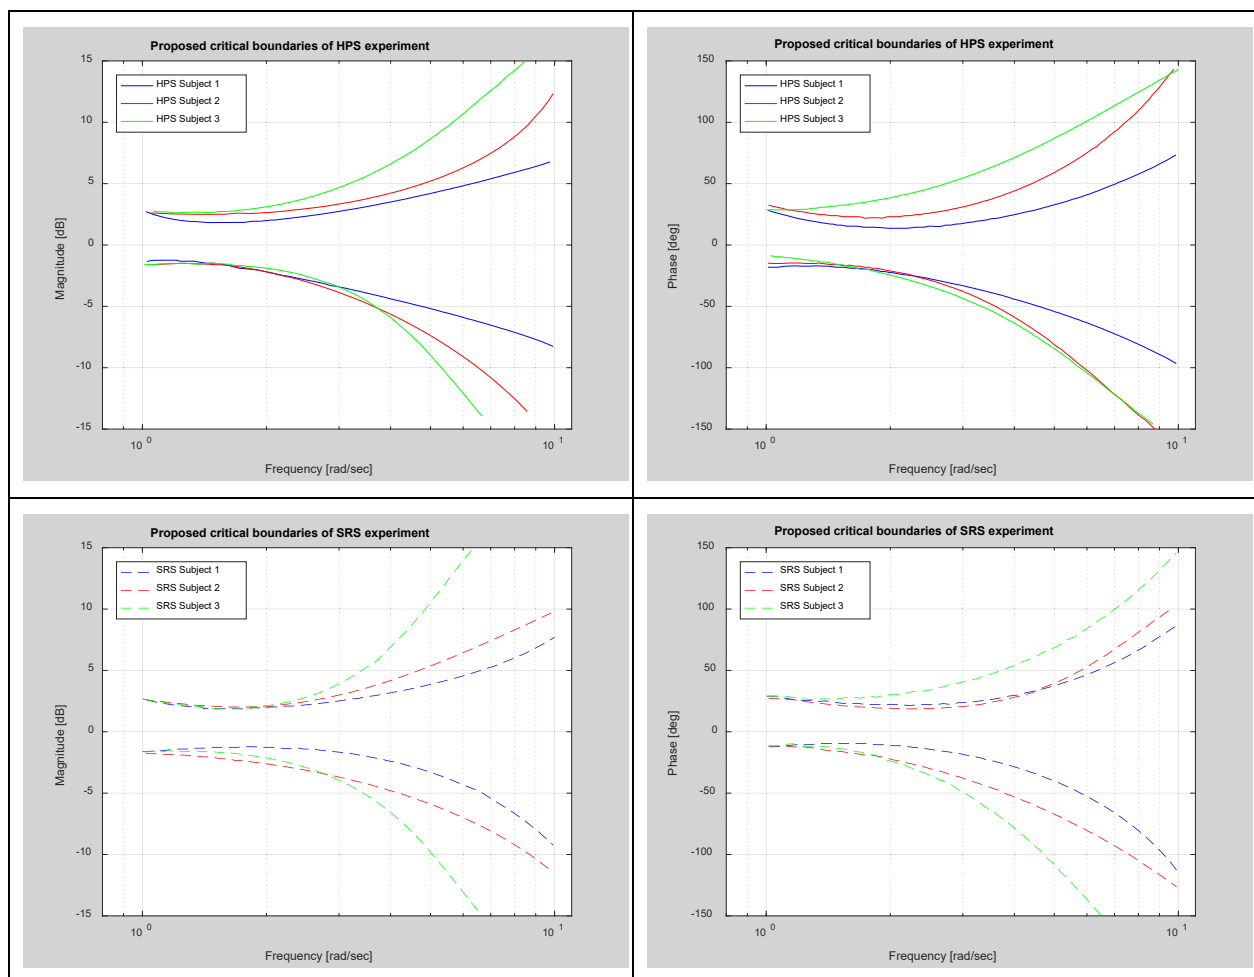 Proposed critical boundaries of HPS experiment
15
10
5
0
-5
-10
-15
Magnitude [dB]
HPS Subject 1
HPS Subject 2
HPS Subject 3
10 0
10 1
Frequency [rad/sec]
Proposed critical boundaries of HPS experiment
150
100
50
0
-50
-100
-150
Phase [deg]
HPS Subject 1
HPS Subject 2
HPS Subject 3
10 0
10 1
Frequency [rad/sec]
Proposed critical boundaries of SRS experiment
15
10
5
0
-5
-10
-15
Magnitude [dB]
SRS Subject 1
SRS Subject 2
SRS Subject 3
10 0
10 1
Frequency [rad/sec]
Proposed critical boundaries of SRS experiment
150
100
50
0
-50
-100
-150
Phase [deg]
SRS Subject 1
SRS Subject 2
SRS Subject 3
10 0
10 1
Frequency [rad/sec]